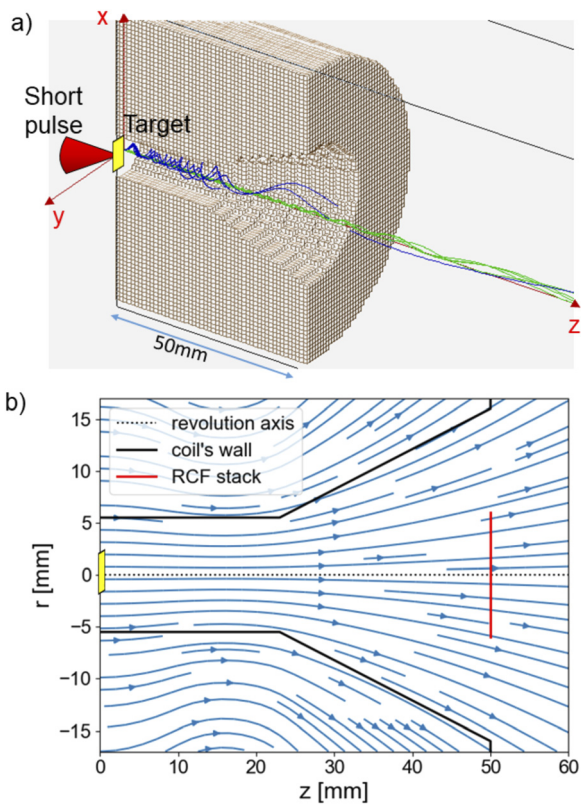 a)
x
Short
pulse
Target
y
z
50mm
b)
revolution axis
coil's wall
RCF stack
15
10
5
0
−5
−10
−15
r [mm]
0 10 20 30 40 50 60
z [mm]